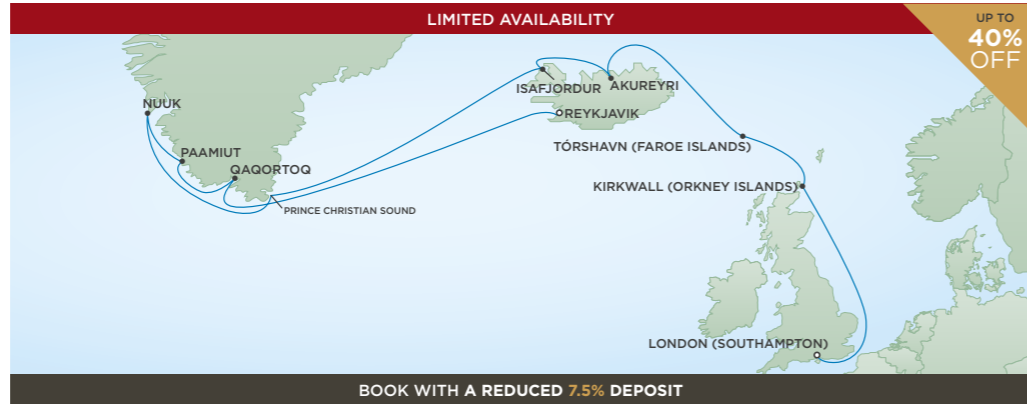 LIMITED AVAILABILITY
UP TO
40%
OFF
NUUK
PAAMIUT
QAQORTOQ
PRINCE CHRISTIAN SOUND
ISAFJORDUR
AKUREYRI
REYKJAVIK
TÓRSHAVN (FAROE ISLANDS)
KIRKWALL (ORKNEY ISLANDS)
LONDON (SOUTHAMPTON)
BOOK WITH A REDUCED 7.5% DEPOSIT